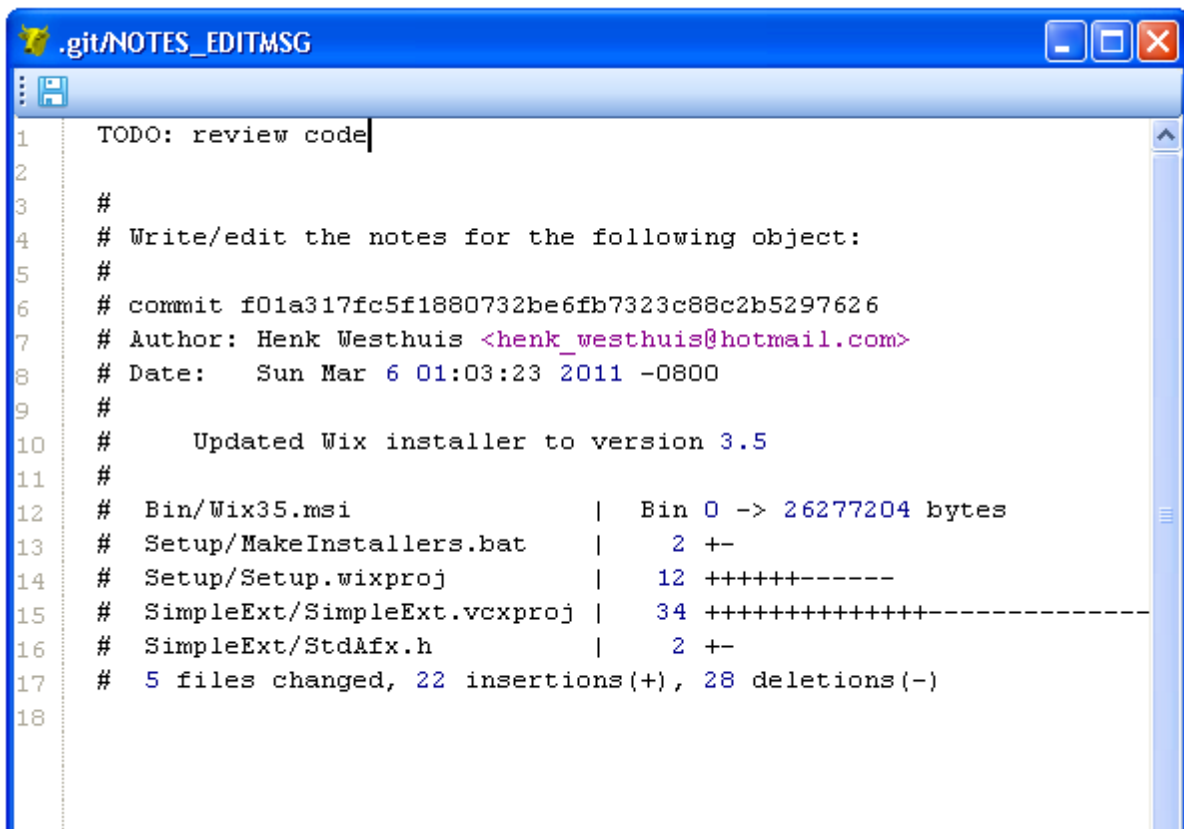 .git/NOTES_EDITMSG
1 TODO: review code
2
3 #
4 # Write/edit the notes for the following object:
5 #
6 # commit f01a317fc5f1880732be6fb7323c88c2b5297626
7 # Author: Henk Westhuis <henk_westhuis@hotmail.com>
8 # Date:   Sun Mar 6 01:03:23 2011 -0800
9 #
10 #     Updated Wix installer to version 3.5
11 #
12 #  Bin/Wix35.msi               |  Bin 0 -> 26277204 bytes
13 #  Setup/MakeInstallers.bat    |    2 +-
14 #  Setup/Setup.wixproj         |   12 ++++++------
15 #  SimpleExt/SimpleExt.vcxproj |   34 ++++++++++++++--------------
16 #  SimpleExt/StdAfx.h          |    2 +-
17 #  5 files changed, 22 insertions(+), 28 deletions(-)
18